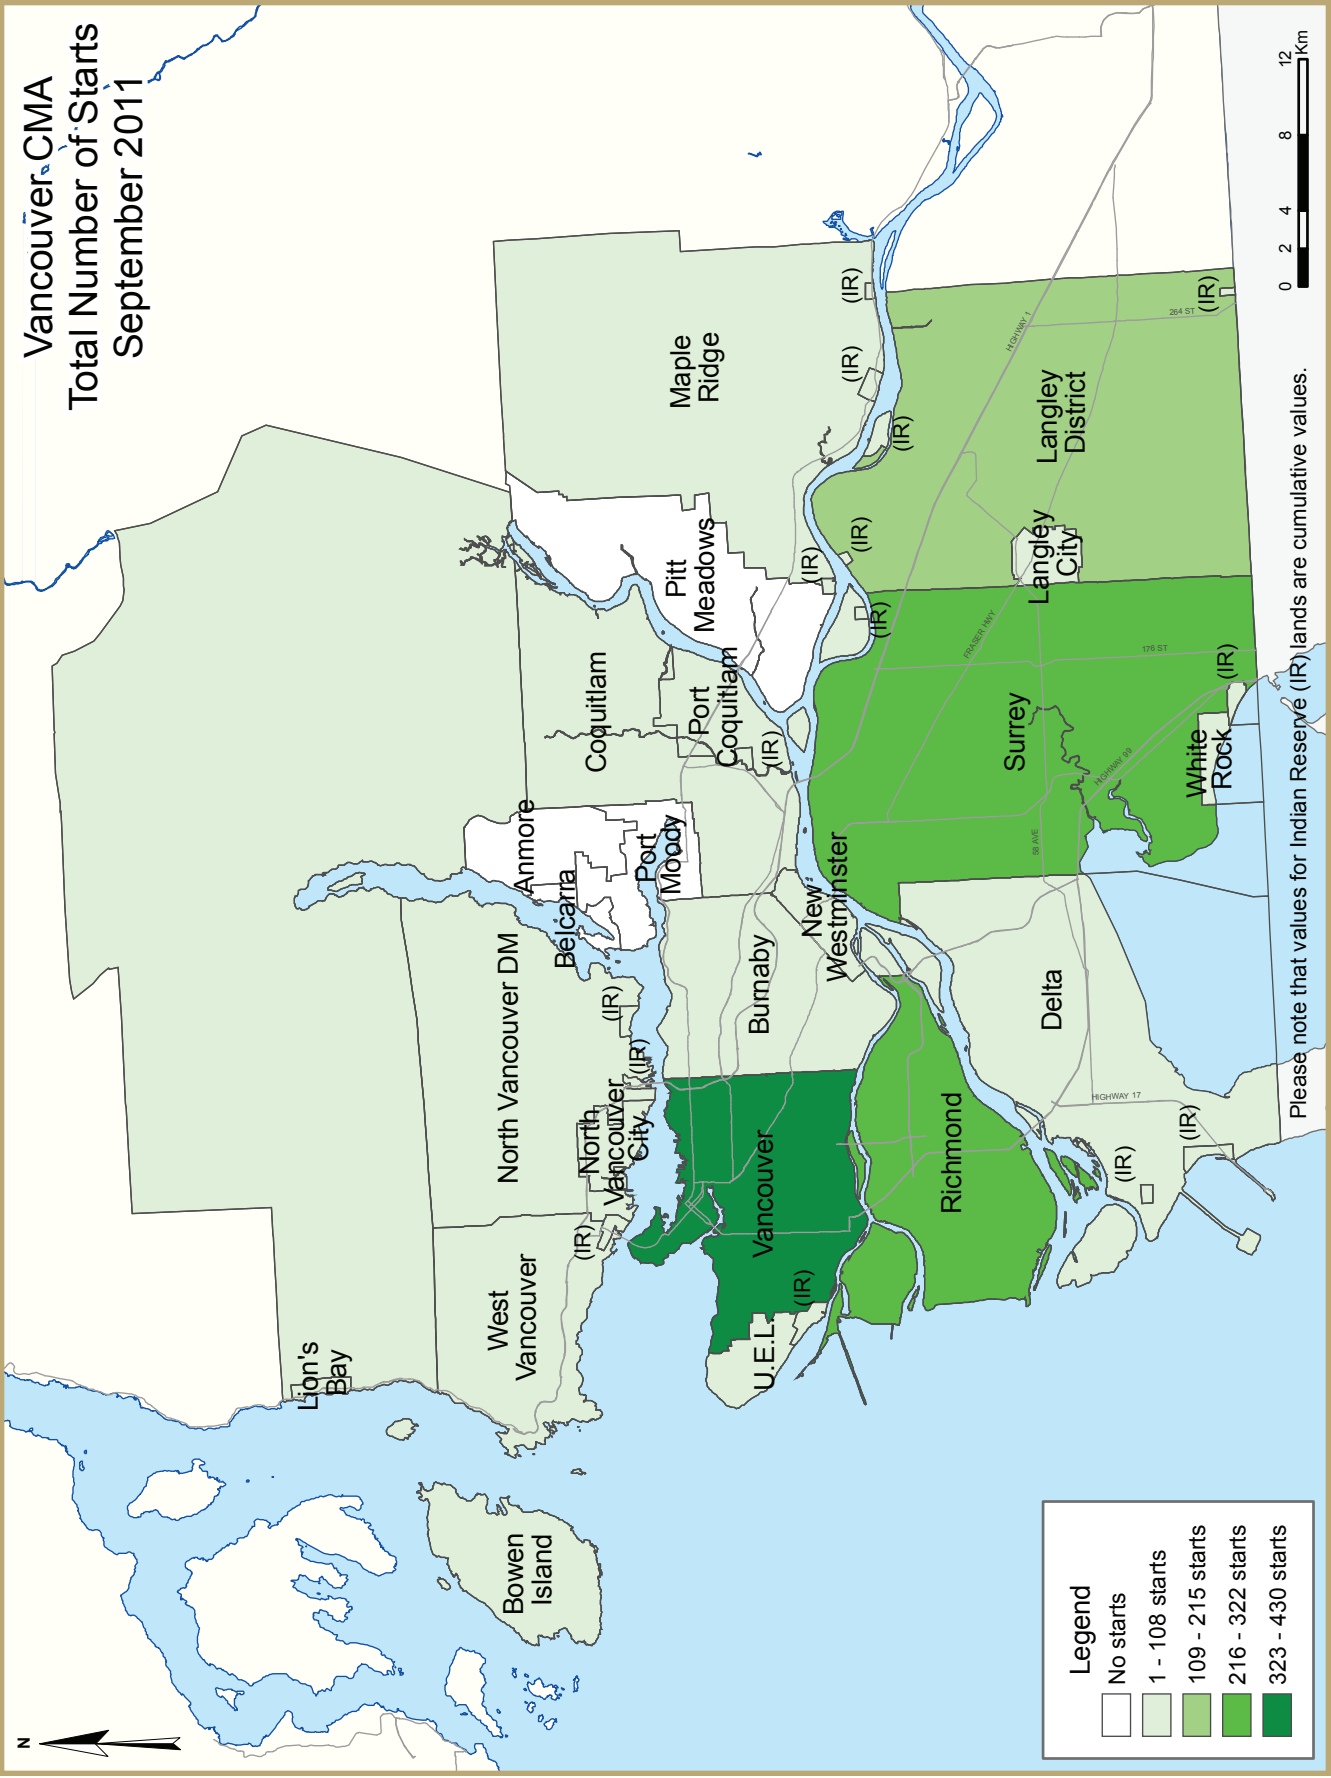 Vancouver CMA
Total Number of Starts
September 2011
N
Lion's
Bay
Bowen
Island
West
Vancouver
North Vancouver DM
North
Vancouver
City
(IR)
(IR)
(IR)
Belcarra
Anmore
Port
Moody
Coquitlam
Port
Coquitlam
(IR)
Pitt
Meadows
Maple
Ridge
(IR)
(IR)
(IR)
(IR)
(IR)
(IR)
U.E.L.
(IR)
Vancouver
Burnaby
New
Westminster
Richmond
Delta
(IR)
(IR)
HIGHWAY 17
Surrey
56 AVE
FRASER HWY
176 ST
HIGHWAY 99
White
Rock
(IR)
Langley
City
Langley
District
HIGHWAY 1
264 ST
(IR)
Legend
No starts
1 - 108 starts
109 - 215 starts
216 - 322 starts
323 - 430 starts
Please note that values for Indian Reserve (IR) lands are cumulative values.
0 2 4 8 12
Km